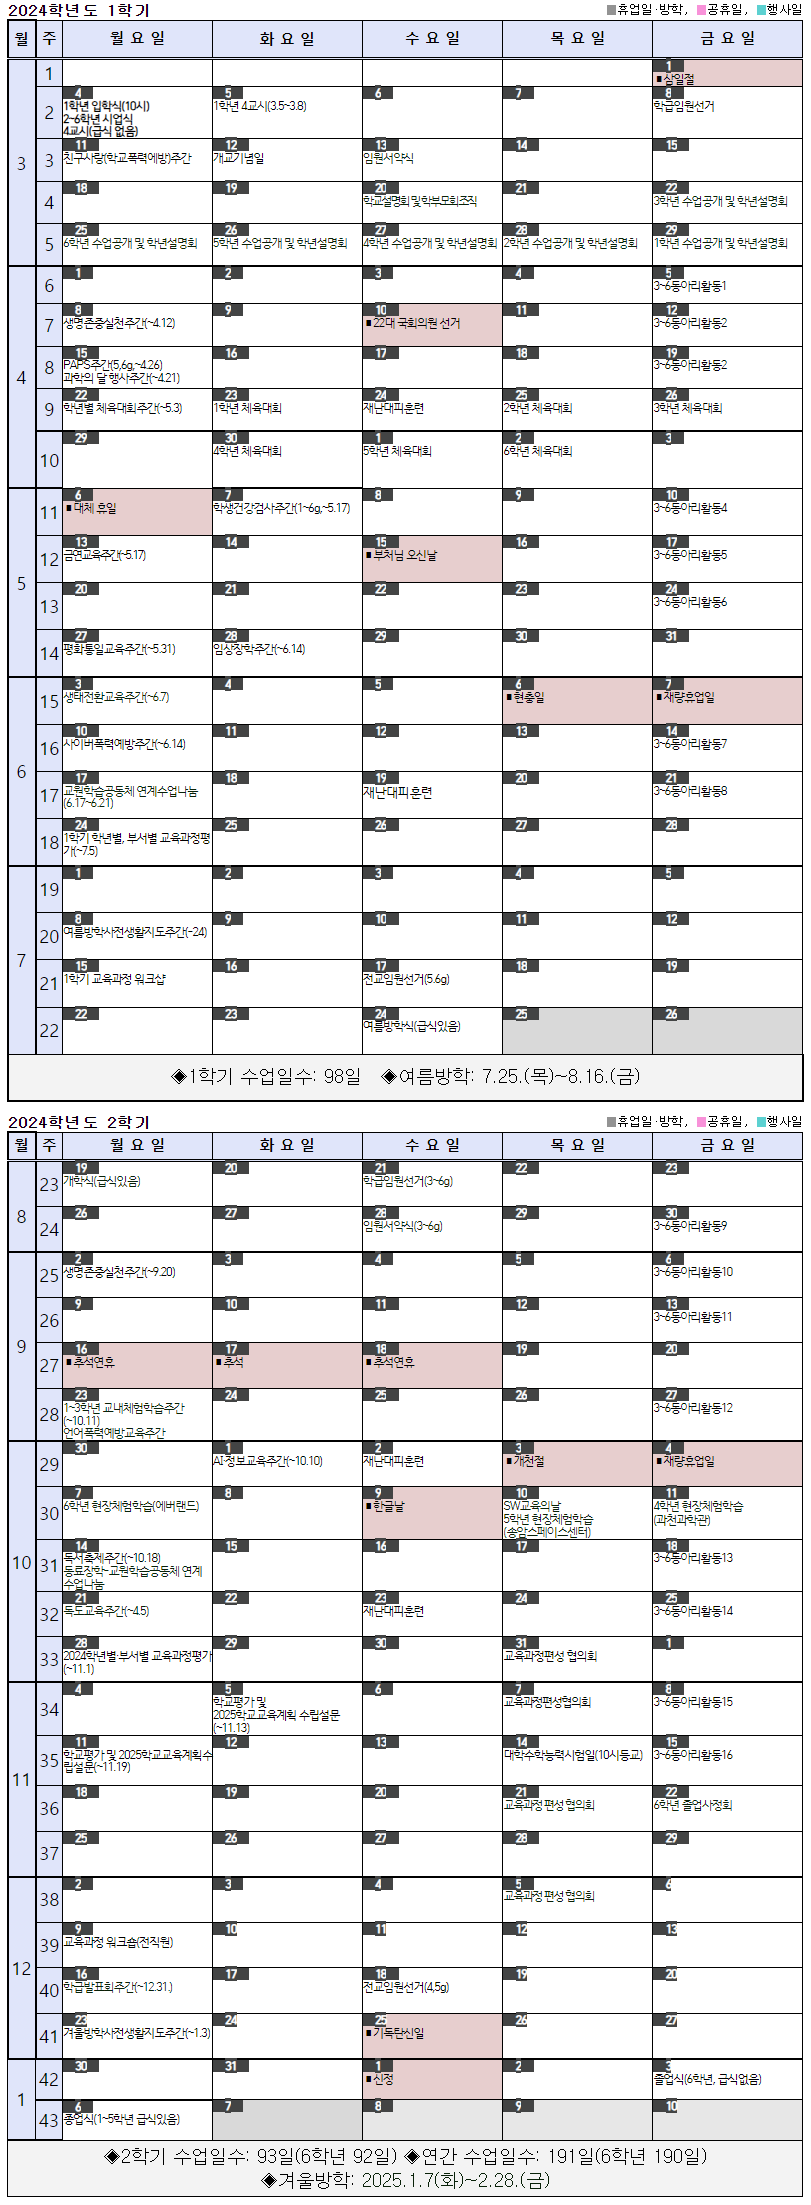 2024학년도 1학기
■휴업일·방학, ■공휴일, ■행사일
월 주 월 요 일 화 요 일 수 요 일 목 요 일 금 요 일
3
1
1
■삼일절
2
4 5 6 7 8
1학년 입학식(10시)
2~6학년 시업식
4교시(급식 없음)
1학년 4교시(3.5~3.8)
학급임원선거
3
11 12 13 14 15
친구사랑(학교폭력예방)주간
개교기념일
임원서약식
4
18 19 20 21 22
학교설명회 및 학부모회조직
3학년 수업공개 및 학년설명회
5
25 26 27 28 29
6학년 수업공개 및 학년설명회
5학년 수업공개 및 학년설명회
4학년 수업공개 및 학년설명회
2학년 수업공개 및 학년설명회
1학년 수업공개 및 학년설명회
4
6
1 2 3 4 5
3~6동아리활동1
7
8 9 10 11 12
생명존중실천주간(~4.12)
■22대 국회의원 선거
3~6동아리활동2
8
15 16 17 18 19
PAPS주간(5,6g,~4.26)
과학의 달 행사주간(~4.21)
3~6동아리활동2
9
22 23 24 25 26
학년별 체육대회주간(~5.3)
1학년 체육대회
재난대피훈련
2학년 체육대회
3학년 체육대회
10
29 30 1 2 3
4학년 체육대회
5학년 체육대회
6학년 체육대회
5
11
6 7 8 9 10
■대체 휴일
학생건강검사주간(1~6g,~5.17)
3~6동아리활동4
12
13 14 15 16 17
금연교육주간(~5.17)
■부처님 오신날
3~6동아리활동5
13
20 21 22 23 24
3~6동아리활동6
14
27 28 29 30 31
평화통일교육주간(~5.31)
임상장학주간(~6.14)
6
15
3 4 5 6 7
생태전환교육주간(~6.7)
■현충일
■재량휴업일
16
10 11 12 13 14
사이버폭력예방주간(~6.14)
3~6동아리활동7
17
17 18 19 20 21
교원학습공동체 연계수업나눔
(6.17~6.21)
재난대피훈련
3~6동아리활동8
18
24 25 26 27 28
1학기 학년별, 부서별 교육과정평
가(~7.5)
7
19
1 2 3 4 5
20
8 9 10 11 12
여름방학사전생활지도주간(~24)
21
15 16 17 18 19
1학기 교육과정 워크샵
전교임원선거(5.6g)
22
22 23 24 25 26
여름방학식(급식있음)
◈1학기 수업일수: 98일 ◈여름방학: 7.25.(목)~8.16.(금)
2024학년도 2학기
■휴업일·방학, ■공휴일, ■행사일
월 주 월 요 일 화 요 일 수 요 일 목 요 일 금 요 일
8
23
19 20 21 22 23
개학식(급식있음)
학급임원선거(3~6g)
24
26 27 28 29 30
임원서약식(3~6g)
3~6동아리활동9
9
25
2 3 4 5 6
생명존중실천주간(~9.20)
3~6동아리활동10
26
9 10 11 12 13
3~6동아리활동11
27
16 17 18 19 20
■추석연휴
■추석
■추석연휴
28
23 24 25 26 27
1~3학년 교내체험학습주간
(~10.11)
언어폭력예방교육주간
3~6동아리활동12
10
29
30 1 2 3 4
AI·정보교육주간(~10.10)
재난대피훈련
■개천절
■재량휴업일
30
7 8 9 10 11
6학년 현장체험학습(에버랜드)
■한글날
SW교육의날
5학년 현장체험학습
(송암스페이스센터)
4학년 현장체험학습
(과천과학관)
31
14 15 16 17 18
독서축제주간(~10.18)
동료장학~교원학습공동체 연계
수업나눔
3~6동아리활동13
32
21 22 23 24 25
독도교육주간(~4.5)
재난대피훈련
3~6동아리활동14
33
28 29 30 31 1
2024학년별·부서별 교육과정평가
(~11.1)
교육과정편성 협의회
11
34
4 5 6 7 8
학교평가 및
2025학교교육계획 수립설문
(~11.13)
교육과정편성협의회
3~6동아리활동15
35
11 12 13 14 15
학교평가 및 2025학교교육계획수
립설문(~11.19)
대학수학능력시험일(10시등교)
3~6동아리활동16
36
18 19 20 21 22
교육과정 편성 협의회
6학년 졸업사정회
37
25 26 27 28 29
12
38
2 3 4 5 6
교육과정 편성 협의회
39
9 10 11 12 13
교육과정 워크숍(전직원)
40
16 17 18 19 20
학급발표회주간(~12.31.)
전교임원선거(4,5g)
41
23 24 25 26 27
겨울방학사전생활지도주간(~1.3)
■기독탄신일
1
42
30 31 1 2 3
■신정
졸업식(6학년, 급식없음)
43
6 7 8 9 10
종업식(1~5학년 급식있음)
◈2학기 수업일수: 93일(6학년 92일) ◈연간 수업일수: 191일(6학년 190일)
◈겨울방학: 2025.1.7(화)~2.28.(금)